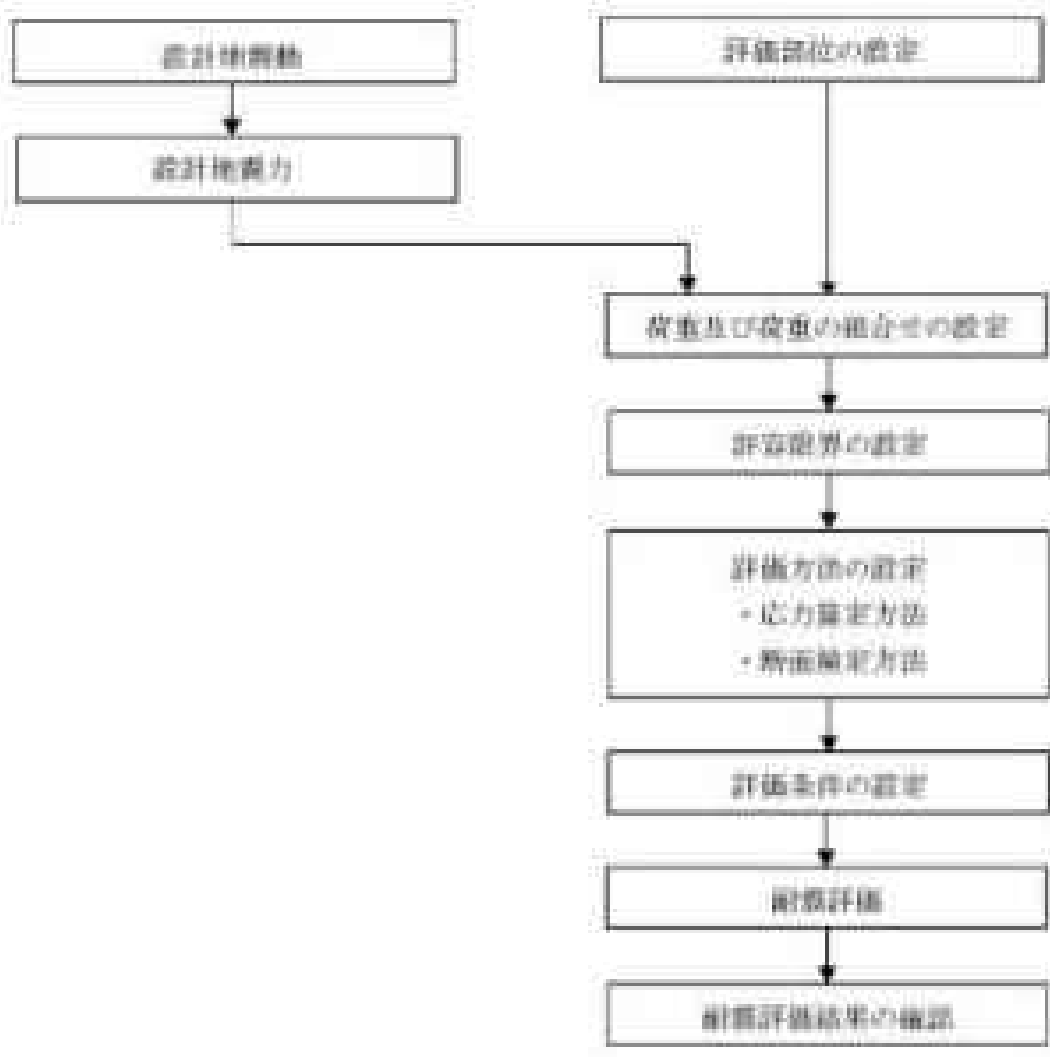 設計地震動
評価部位の設定
設計地震力
荷重及び荷重の組合せの設定
許容限界の設定
評価方法の設定
・応力算定方法
・断面検定方法
評価条件の設定
耐震評価
耐震評価結果の確認